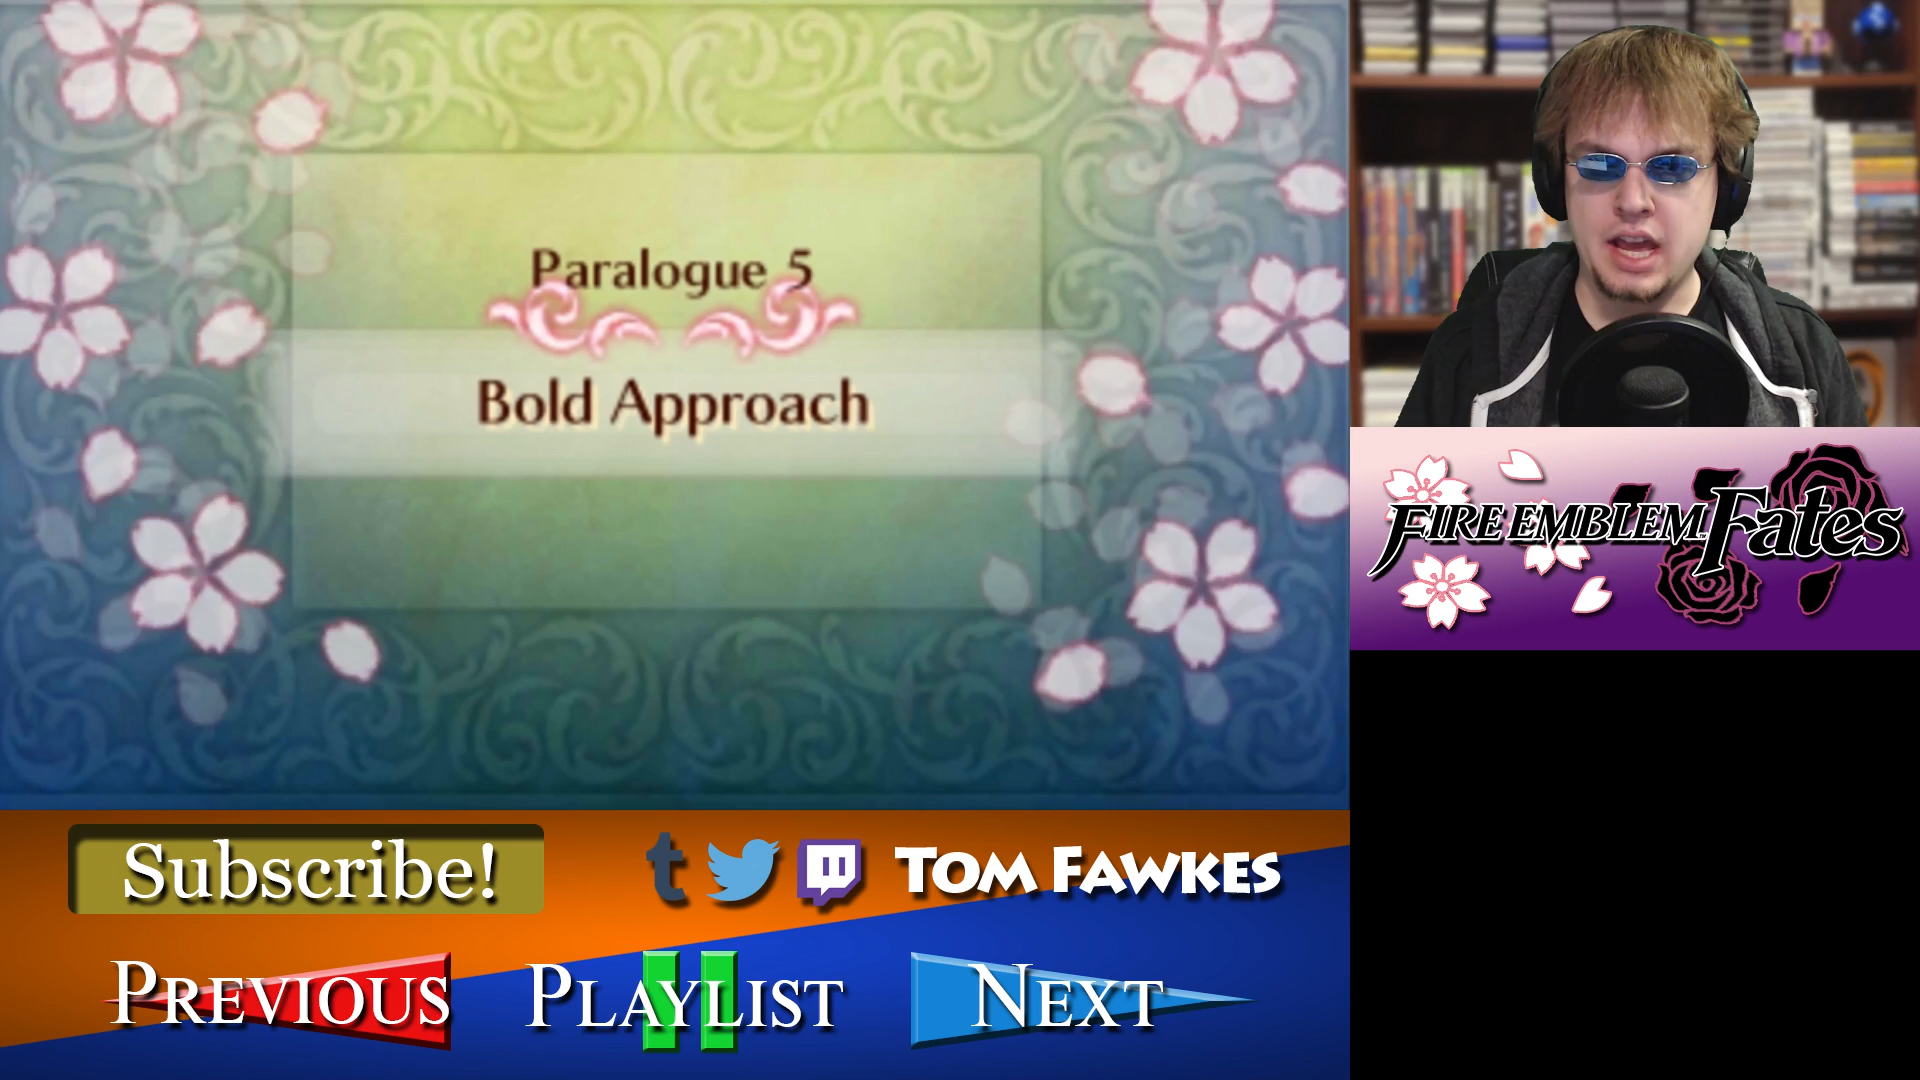 Paralogue 5
Bold Approach
FIRE EMBLEM Fates
Subscribe!
TOM FAWKES
PREVIOUS
PLAYLIST
NEXT